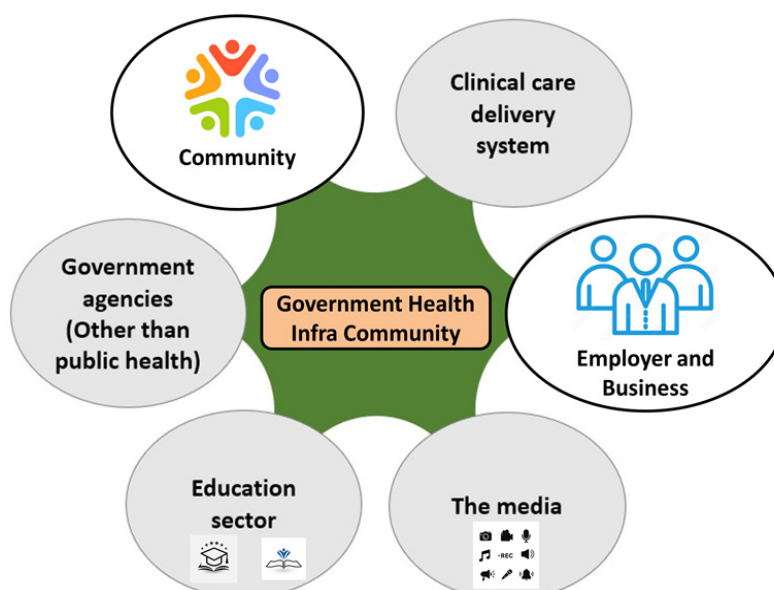 Community
Clinical care
delivery
system
Government
agencies
(Other than
public health)
Government Health
Infra Community
Employer and
Business
Education
sector
The media
REC